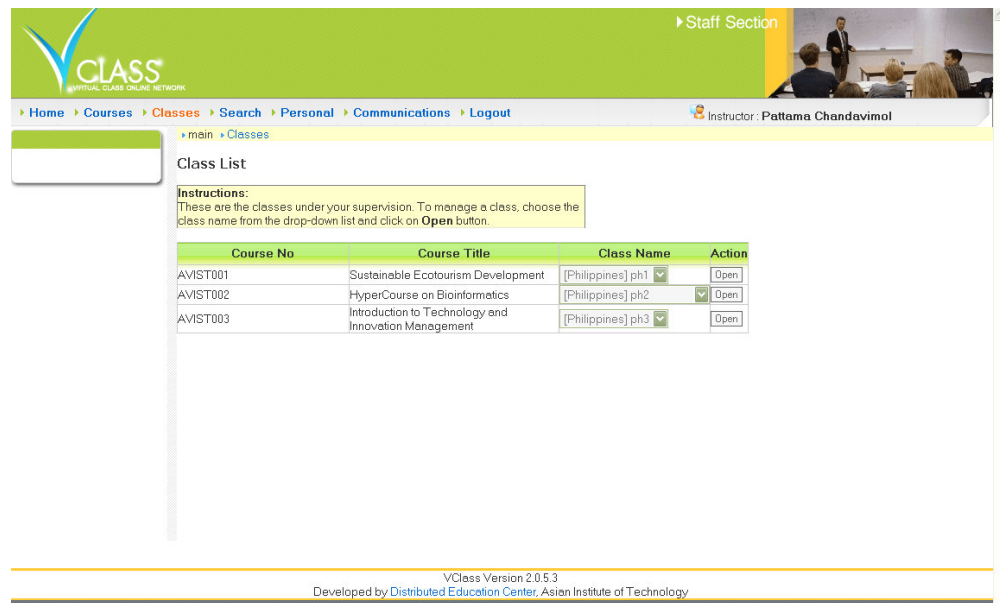 Staff Section
VCLASS
VIRTUAL CLASS ONLINE NETWORK
Home Courses Classes Search Personal Communications Logout
Instructor : Pattama Chandavimol
main Classes
Class List
Instructions:
These are the classes under your supervision. To manage a class, choose the
class name from the drop-down list and click on Open button.
Course No Course Title Class Name Action
AVIST001 Sustainable Ecotourism Development [Philippines] ph1 Open
AVIST002 HyperCourse on Bioinformatics [Philippines] ph2 Open
AVIST003 Introduction to Technology and
Innovation Management [Philippines] ph3 Open
VClass Version 2.0.5.3
Developed by Distributed Education Center, Asian Institute of Technology